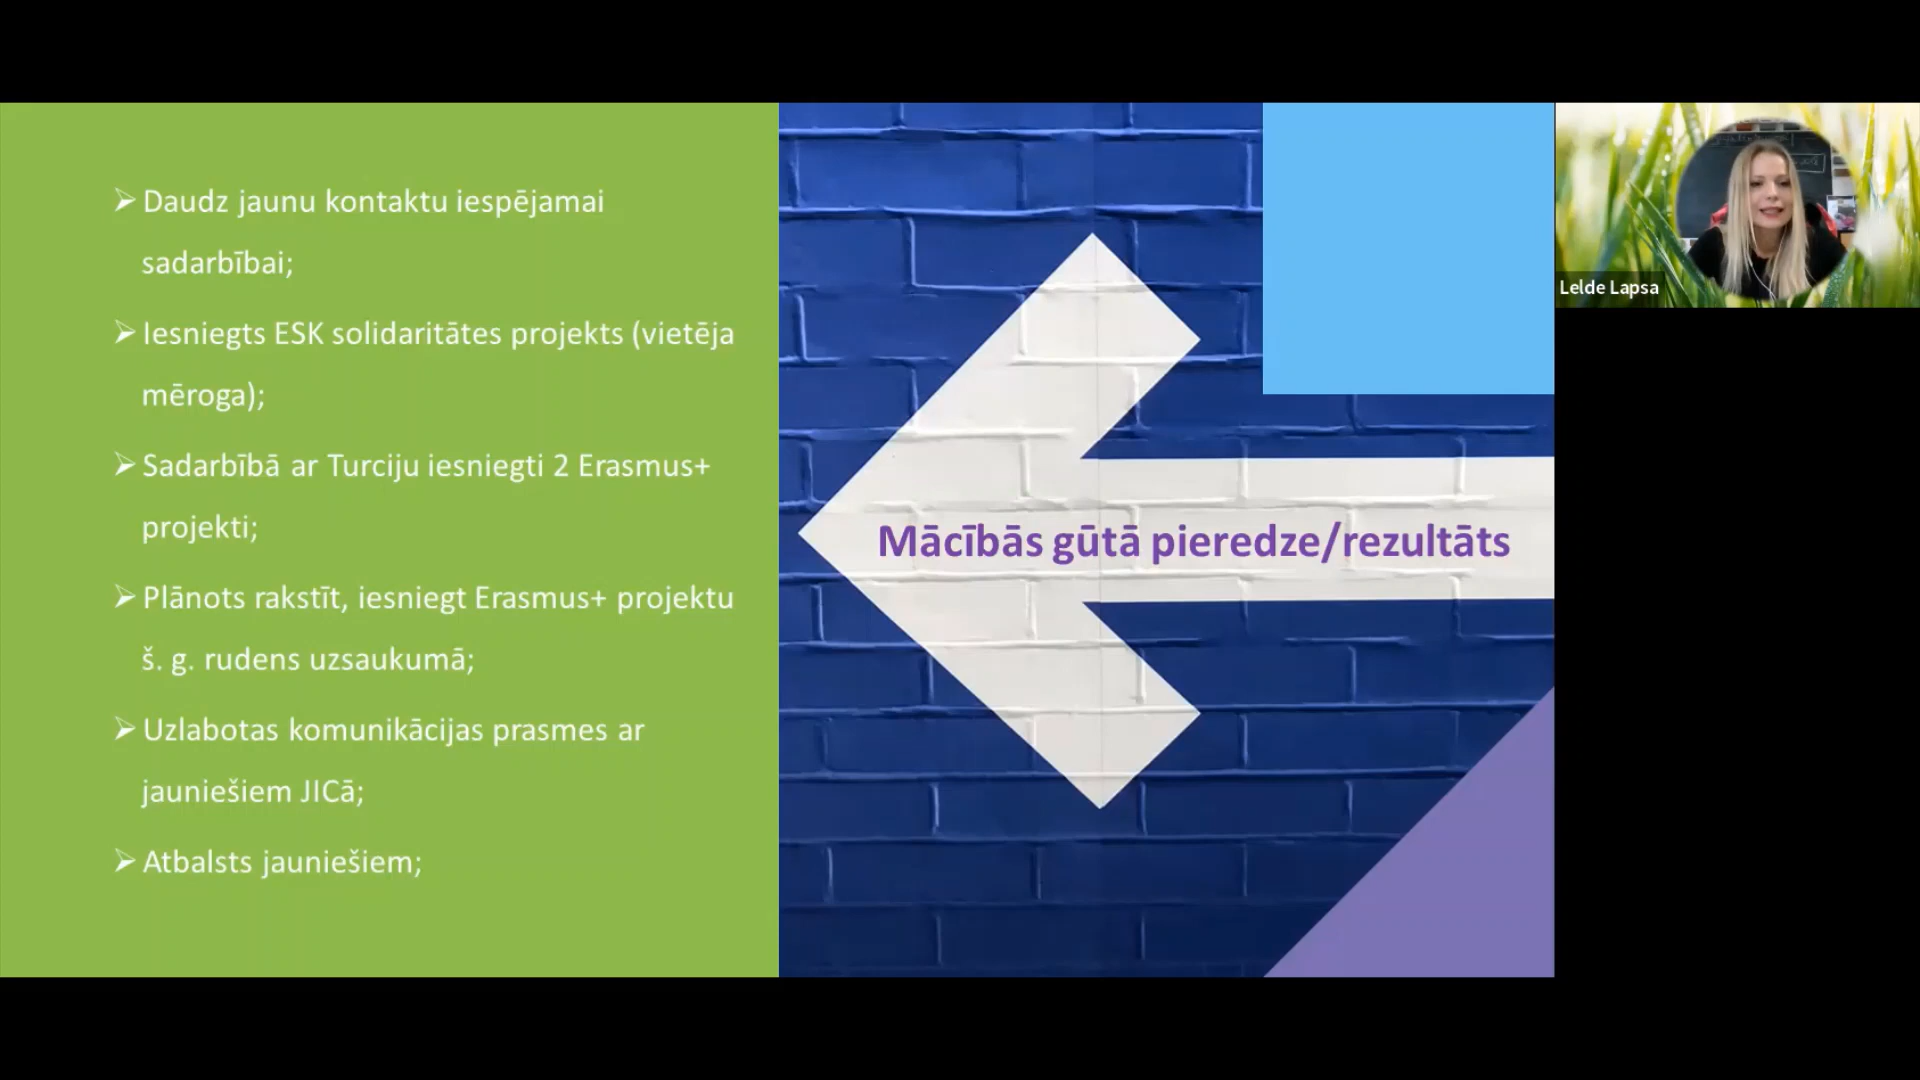 Daudz jaunu kontaktu iespējamai
sadarbībai;
Iesniegts ESK solidaritātes projekts (vietēja
mēroga);
Sadarbībā ar Turciju iesniegti 2 Erasmus+
projekti;
Plānots rakstīt, iesniegt Erasmus+ projektu
š. g. rudens uzsaukumā;
Uzlabotas komunikācijas prasmes ar
jauniešiem JICā;
Atbalsts jauniešiem;
Mācībās gūtā pieredze/rezultāts
Lelde Lapsa